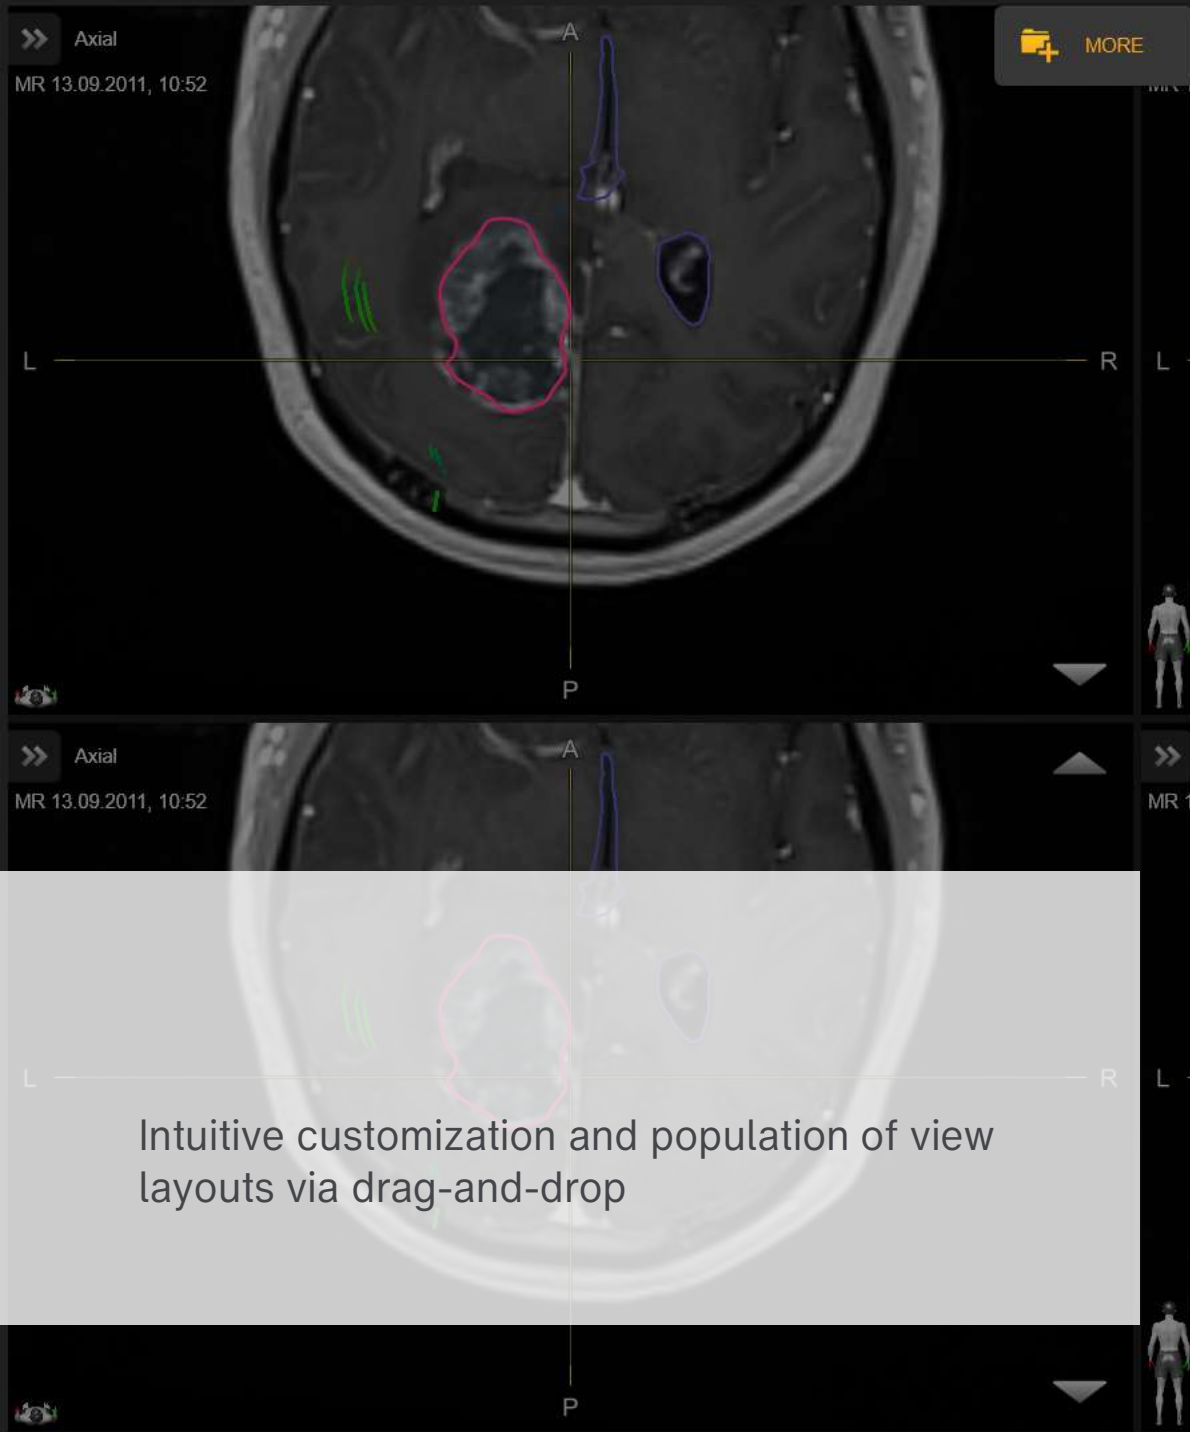 Axial
A
MORE
MR 13.09.2011, 10:52
L
R
L
P
Axial
A
MR 13.09.2011, 10:52
MR 1
L
R
L
Intuitive customization and population of view
layouts via drag-and-drop
P